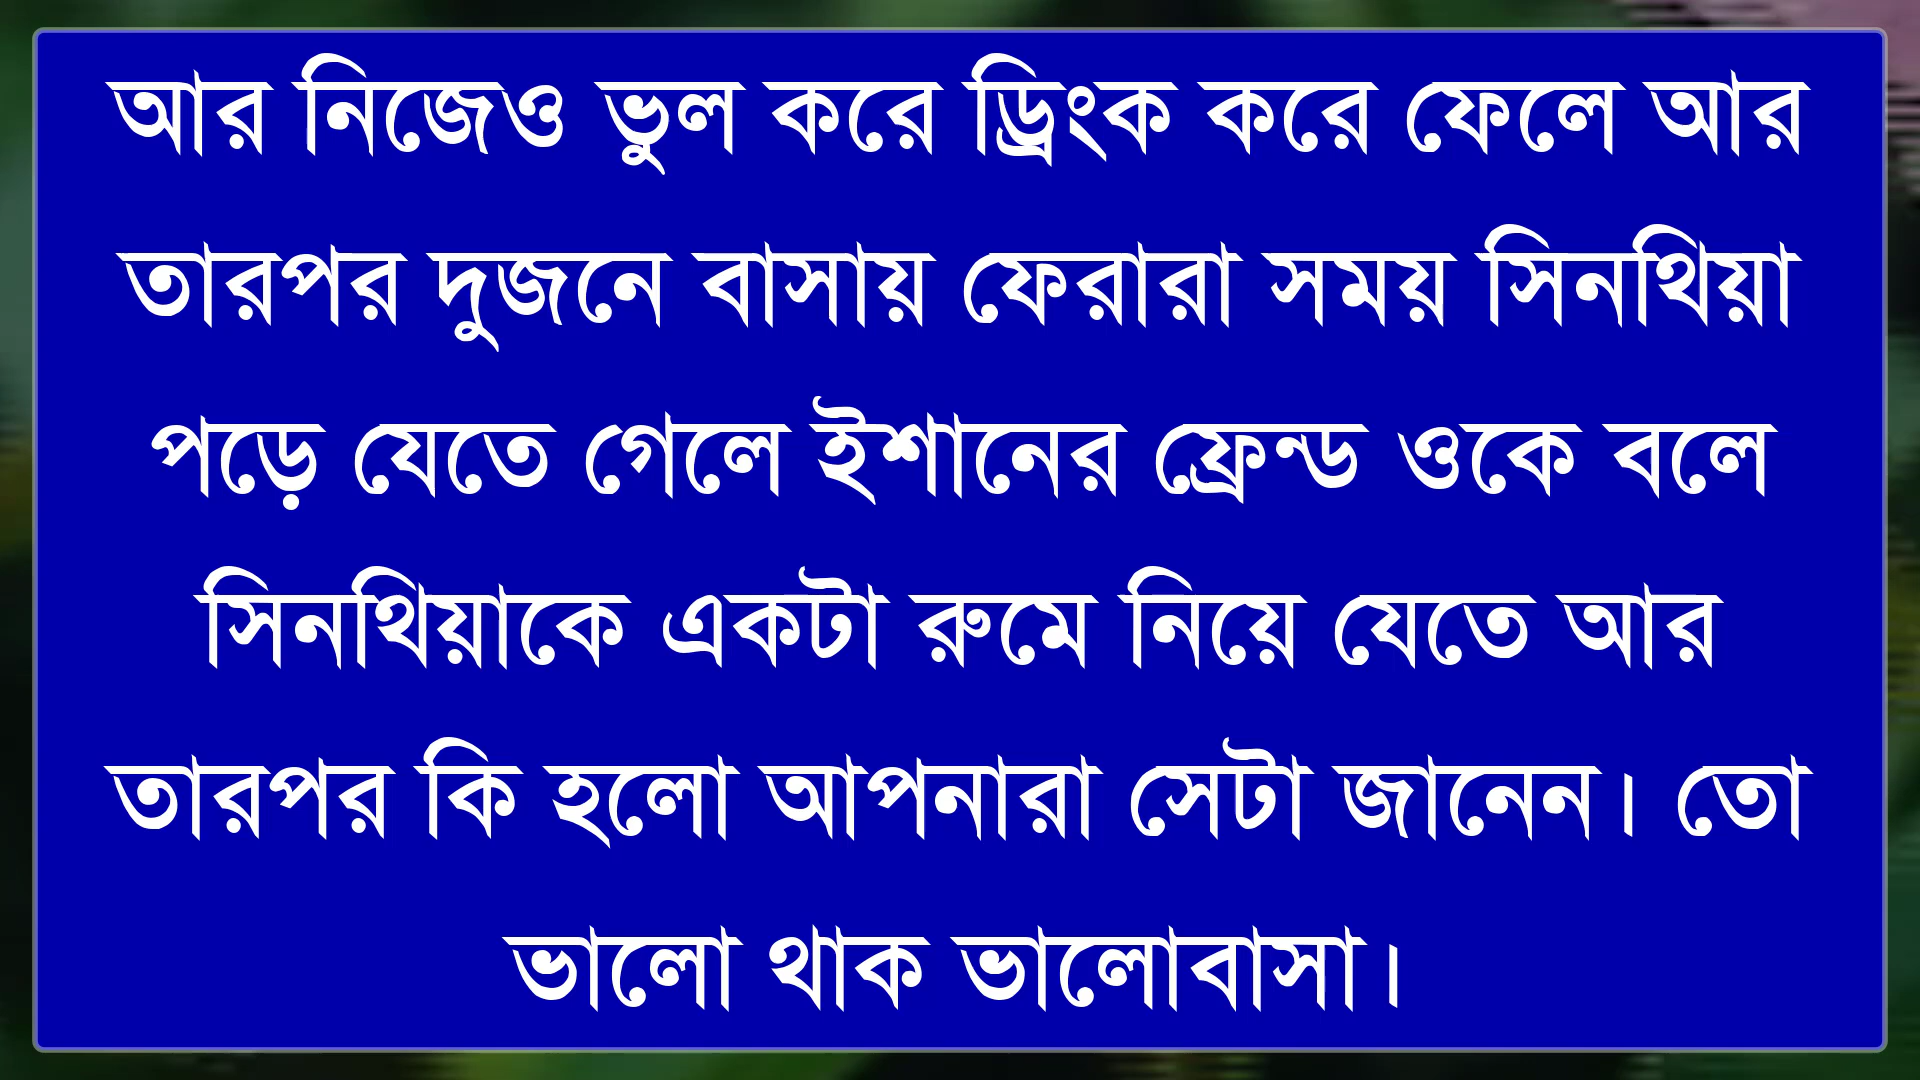 আর নিজেও ভুল করে ড্রিংক করে ফেলে আর
তারপর দুজনে বাসায় ফেরারা সময় সিনথিয়া
পড়ে যেতে গেলে ইশানের ফ্রেন্ড ওকে বলে
সিনথিয়াকে একটা রুমে নিয়ে যেতে আর
তারপর কি হলো আপনারা সেটা জানেন। তো
ভালো থাক ভালোবাসা।